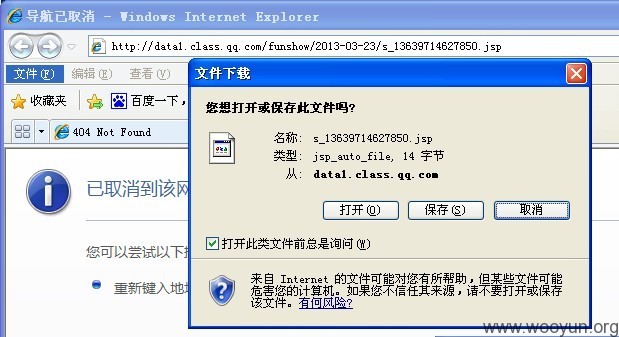 导航已取消 - Windows Internet Explorer
http://data1.class.qq.com/funshow/2013-03-23/s_13639714627850.jsp
文件(F) 编辑(E) 查看(V)
收藏夹 百度一下，
404 Not Found
已取消到该网
您可以尝试以下操
重新键入地址
文件下载
您想打开或保存此文件吗?
名称: s_13639714627850.jsp
类型: jsp_auto_file, 14 字节
从: data1.class.qq.com
打开(O) 保存(S) 取消
打开此类文件前总是询问(W)
来自 Internet 的文件可能对您有所帮助，但某些文件可能
危害您的计算机。如果您不信任其来源，请不要打开或保存
该文件。有何风险?
www.wooyun.org